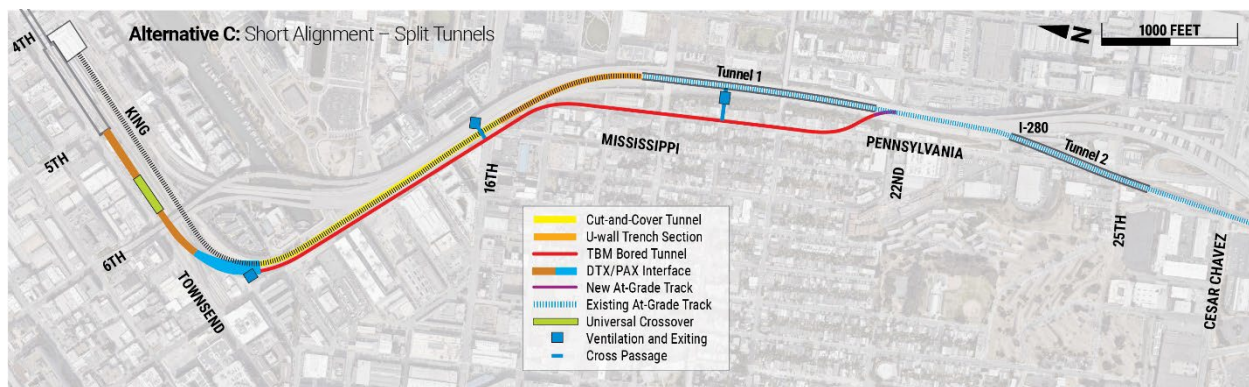 Alternative C: Short Alignment – Split Tunnels
N
1000 FEET
4TH
KING
5TH
6TH
TOWNSEND
16TH
Tunnel 1
MISSISSIPPI
PENNSYLVANIA
22ND
I-280
Tunnel 2
25TH
CESAR CHAVEZ
Cut-and-Cover Tunnel
U-wall Trench Section
TBM Bored Tunnel
DTX/PAX Interface
New At-Grade Track
Existing At-Grade Track
Universal Crossover
Ventilation and Exiting
Cross Passage